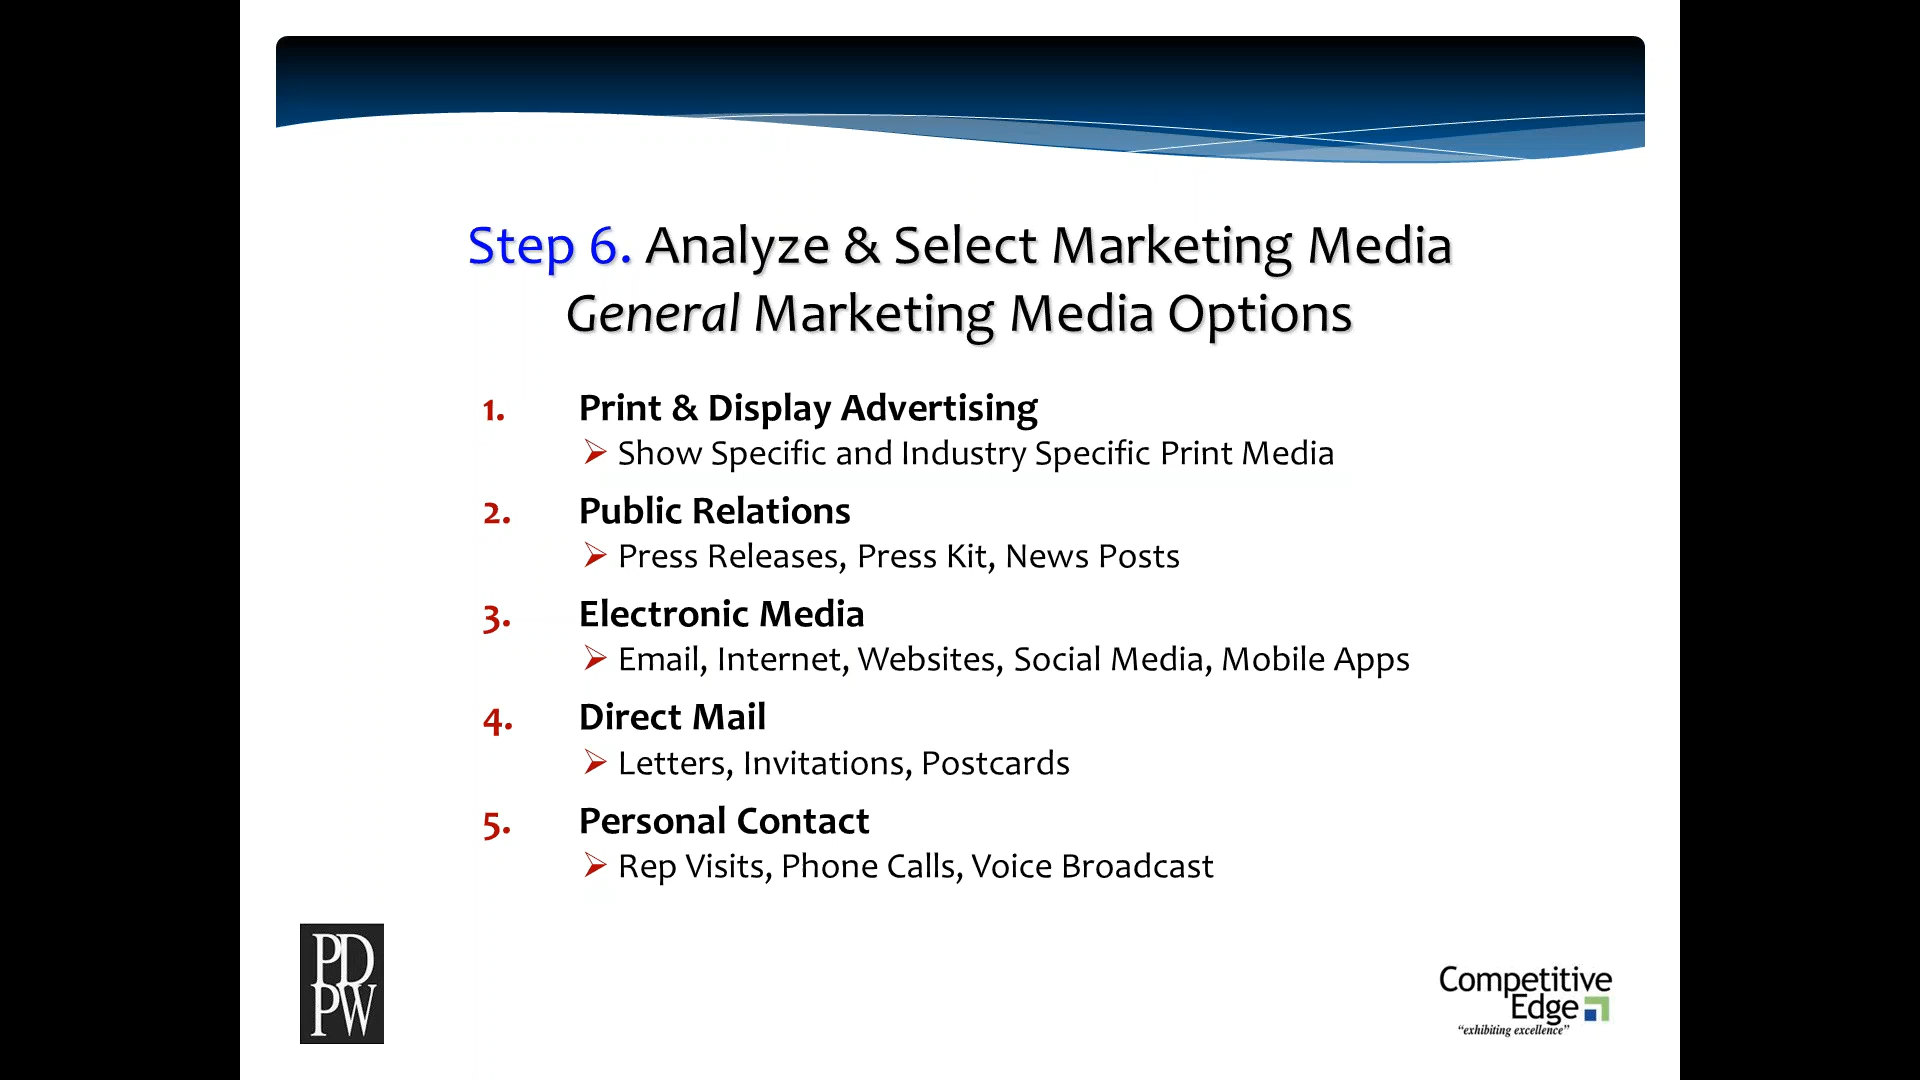 Step 6. Analyze & Select Marketing Media
General Marketing Media Options
1. Print & Display Advertising
Show Specific and Industry Specific Print Media
2. Public Relations
Press Releases, Press Kit, News Posts
3. Electronic Media
Email, Internet, Websites, Social Media, Mobile Apps
4. Direct Mail
Letters, Invitations, Postcards
5. Personal Contact
Rep Visits, Phone Calls, Voice Broadcast
PD
PW
Competitive
Edge
"exhibiting excellence"